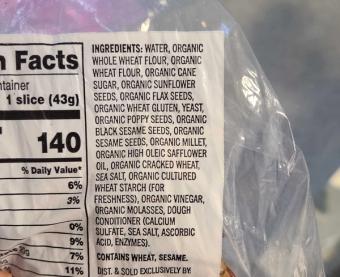 n Facts
ntainer
1 slice (43g)
140
% Daily Value*
6%
3%
0%
9%
7%
11%
INGREDIENTS: WATER, ORGANIC
WHOLE WHEAT FLOUR, ORGANIC
WHEAT FLOUR, ORGANIC CANE
SUGAR, ORGANIC SUNFLOWER
SEEDS, ORGANIC FLAX SEEDS,
ORGANIC WHEAT GLUTEN, YEAST,
ORGANIC POPPY SEEDS, ORGANIC
BLACK SESAME SEEDS, ORGANIC
SESAME SEEDS, ORGANIC MILLET,
ORGANIC HIGH OLEIC SAFFLOWER
OIL, ORGANIC CRACKED WHEAT,
SEA SALT, ORGANIC CULTURED
WHEAT STARCH (FOR
FRESHNESS), ORGANIC VINEGAR,
ORGANIC MOLASSES, DOUGH
CONDITIONER (CALCIUM
SULFATE, SEA SALT, ASCORBIC
ACID, ENZYMES).
CONTAINS WHEAT, SESAME.
DIST. & SOLD EXCLUSIVELY BY